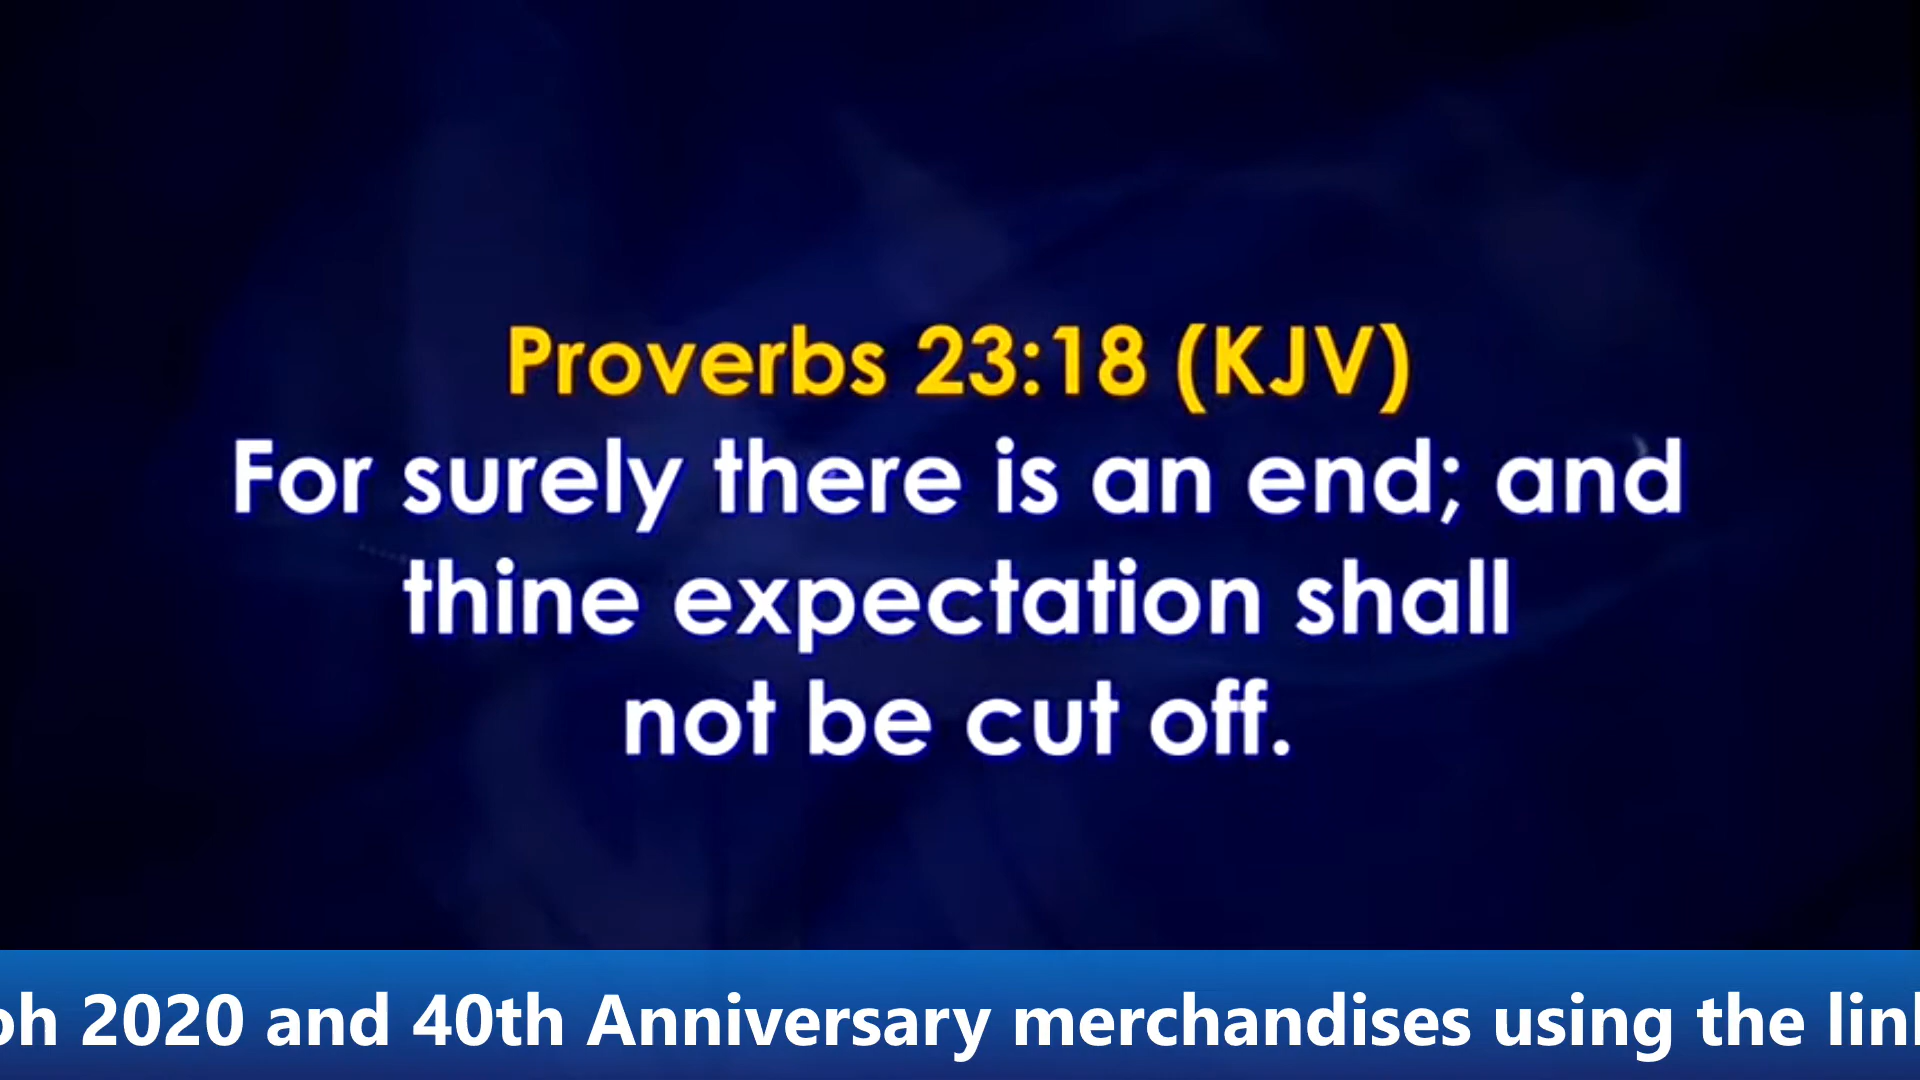 Proverbs 23:18 (KJV)
For surely there is an end; and
thine expectation shall
not be cut off.
2020 and 40th Anniversary merchandises using the